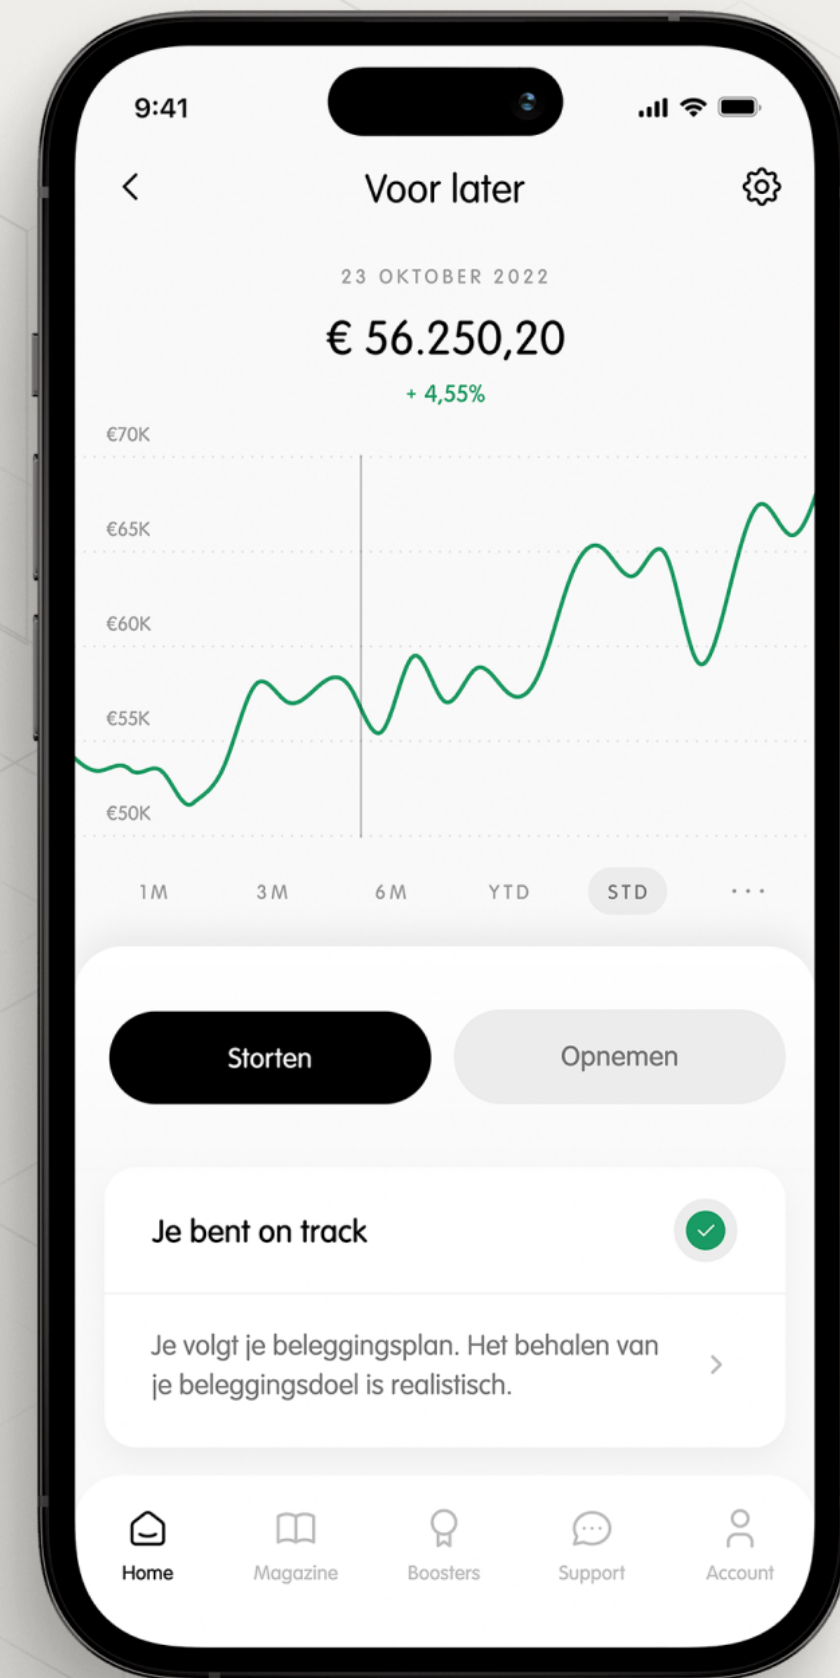 9:41
Voor later
23 OKTOBER 2022
€ 56.250,20
+ 4,55%
€70K
€65K
€60K
€55K
€50K
1M 3M 6M YTD STD ...
Storten Opnemen
Je bent on track
Je volgt je beleggingsplan. Het behalen van
je beleggingsdoel is realistisch.
Home Magazine Boosters Support Account